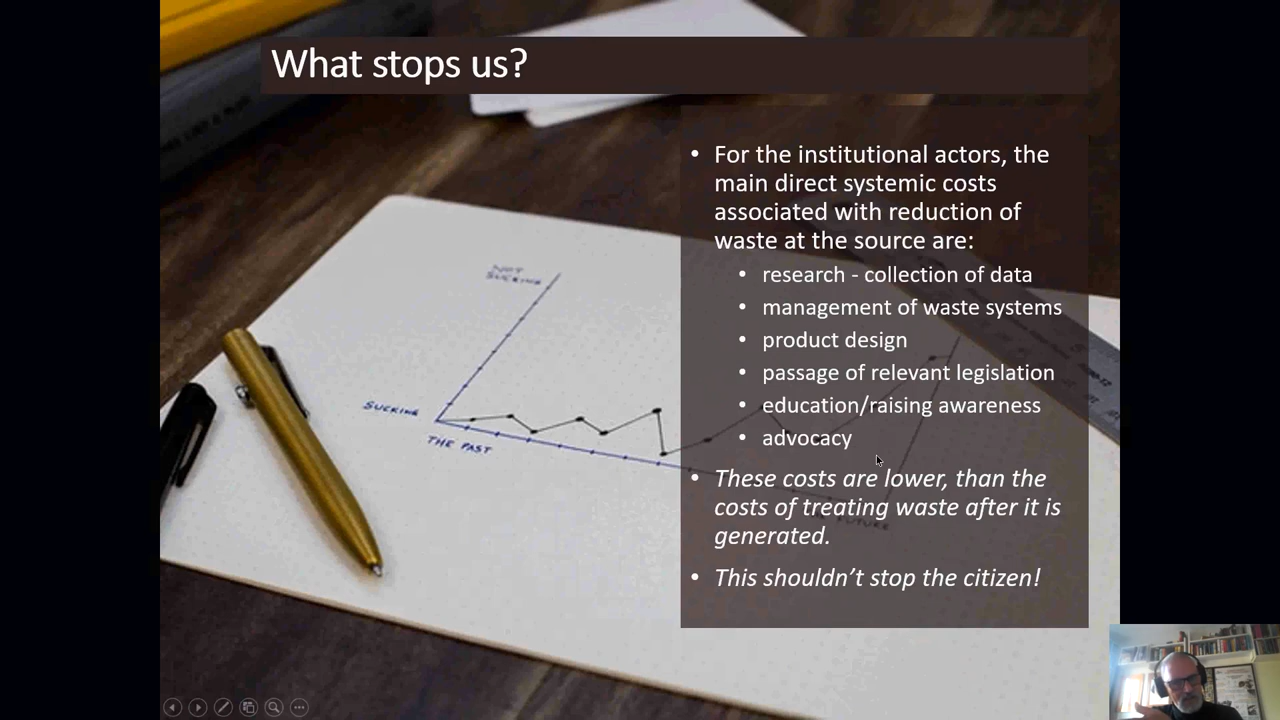 What stops us?
• For the institutional actors, the
main direct systemic costs
associated with reduction of
waste at the source are:
• research - collection of data
• management of waste systems
• product design
• passage of relevant legislation
• education/raising awareness
• advocacy
• These costs are lower, than the
costs of treating waste after it is
generated.
• This shouldn’t stop the citizen!
NOT
SUCKING
SUCKING
THE PAST
FUTURE